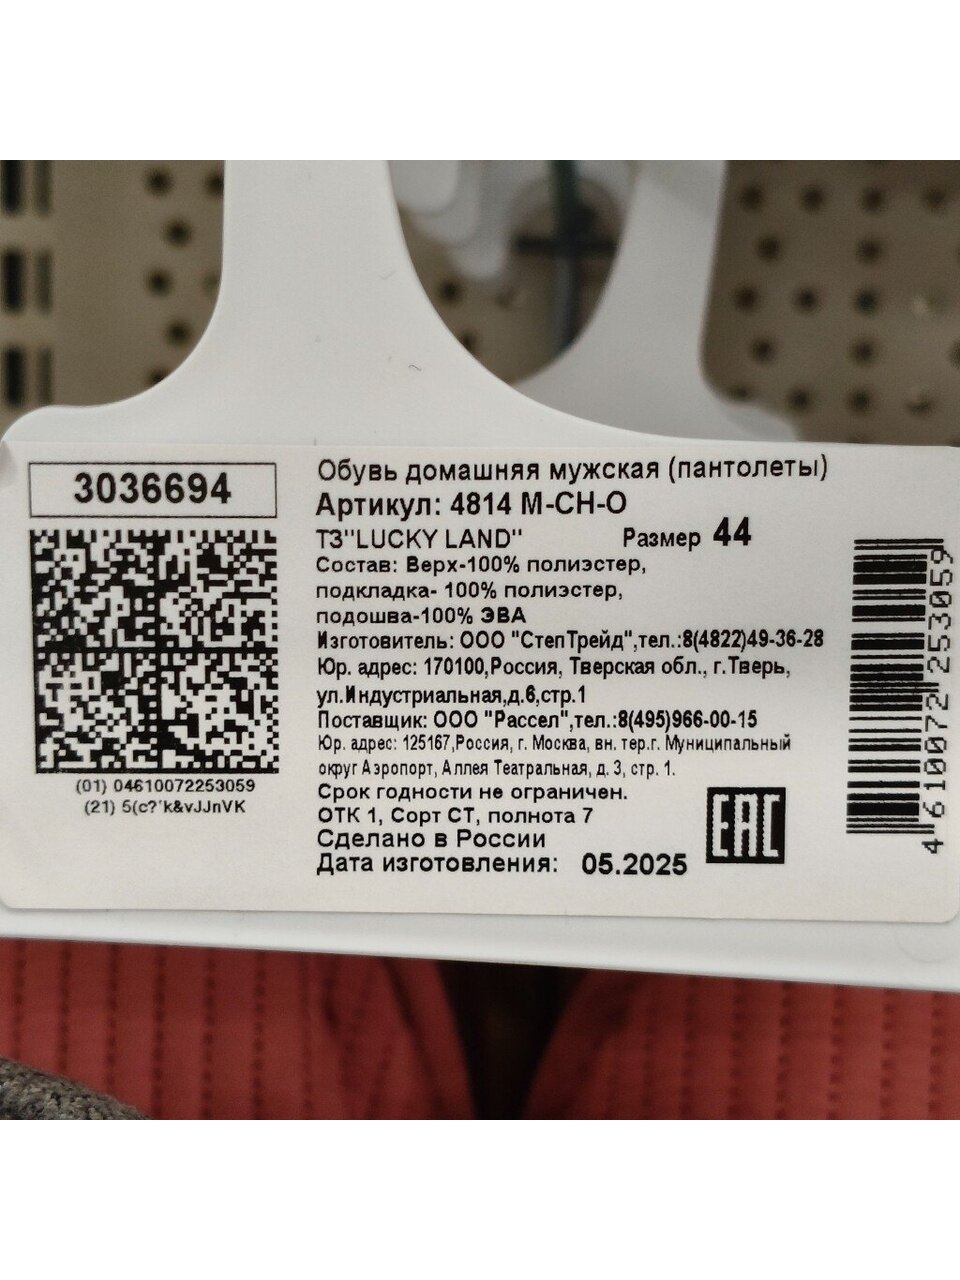 3036694
(01) 04610072253059
(21) 5(c?'k&vJJnVK
Обувь домашняя мужская (пантолеты)
Артикул: 4814 М-СН-О
ТЗ"LUCKY LAND" Размер 44
Состав: Верх-100% полиэстер,
подкладка- 100% полиэстер,
подошва-100% ЭВА
Изготовитель: ООО "СтепТрейд",тел.:8(4822)49-36-28
Юр. адрес: 170100,Россия, Тверская обл., г.Тверь,
ул.Индустриальная,д.6,стр.1
Поставщик: ООО "Рассел",тел.:8(495)966-00-15
Юр. адрес: 125167,Россия, г. Москва, вн. тер.г. Муниципальный
округ Аэропорт, Аллея Театральная, д. 3, стр. 1.
Срок годности не ограничен.
ОТК 1, Сорт СТ, полнота 7
Сделано в России
Дата изготовления: 05.2025
EAC
4 610072 253059